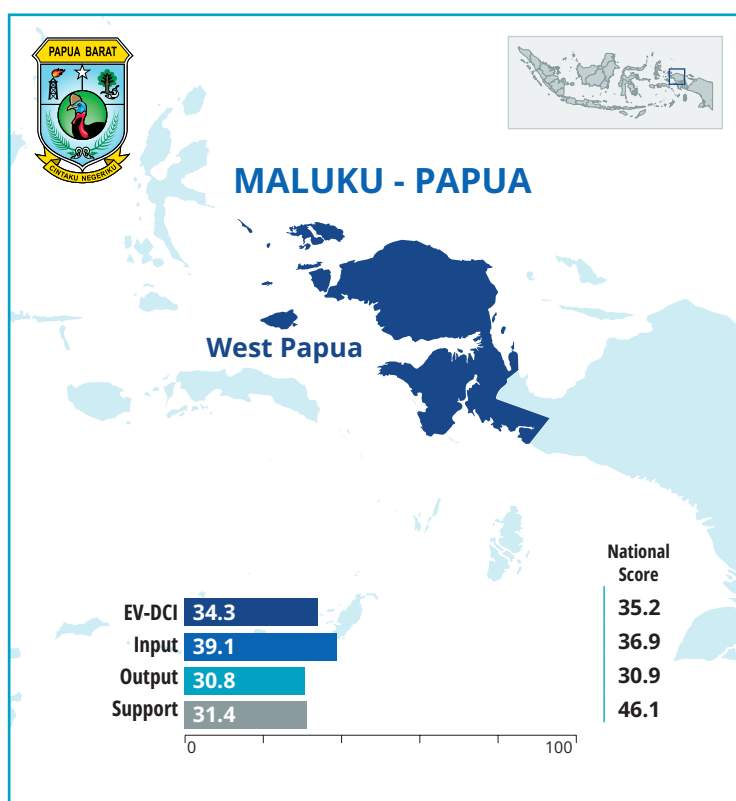 PAPUA BARAT
CINTAKU NEGERIKU
MALUKU - PAPUA
West Papua
National
Score
EV-DCI 34.3 35.2
Input 39.1 36.9
Output 30.8 30.9
Support 31.4 46.1
0 100